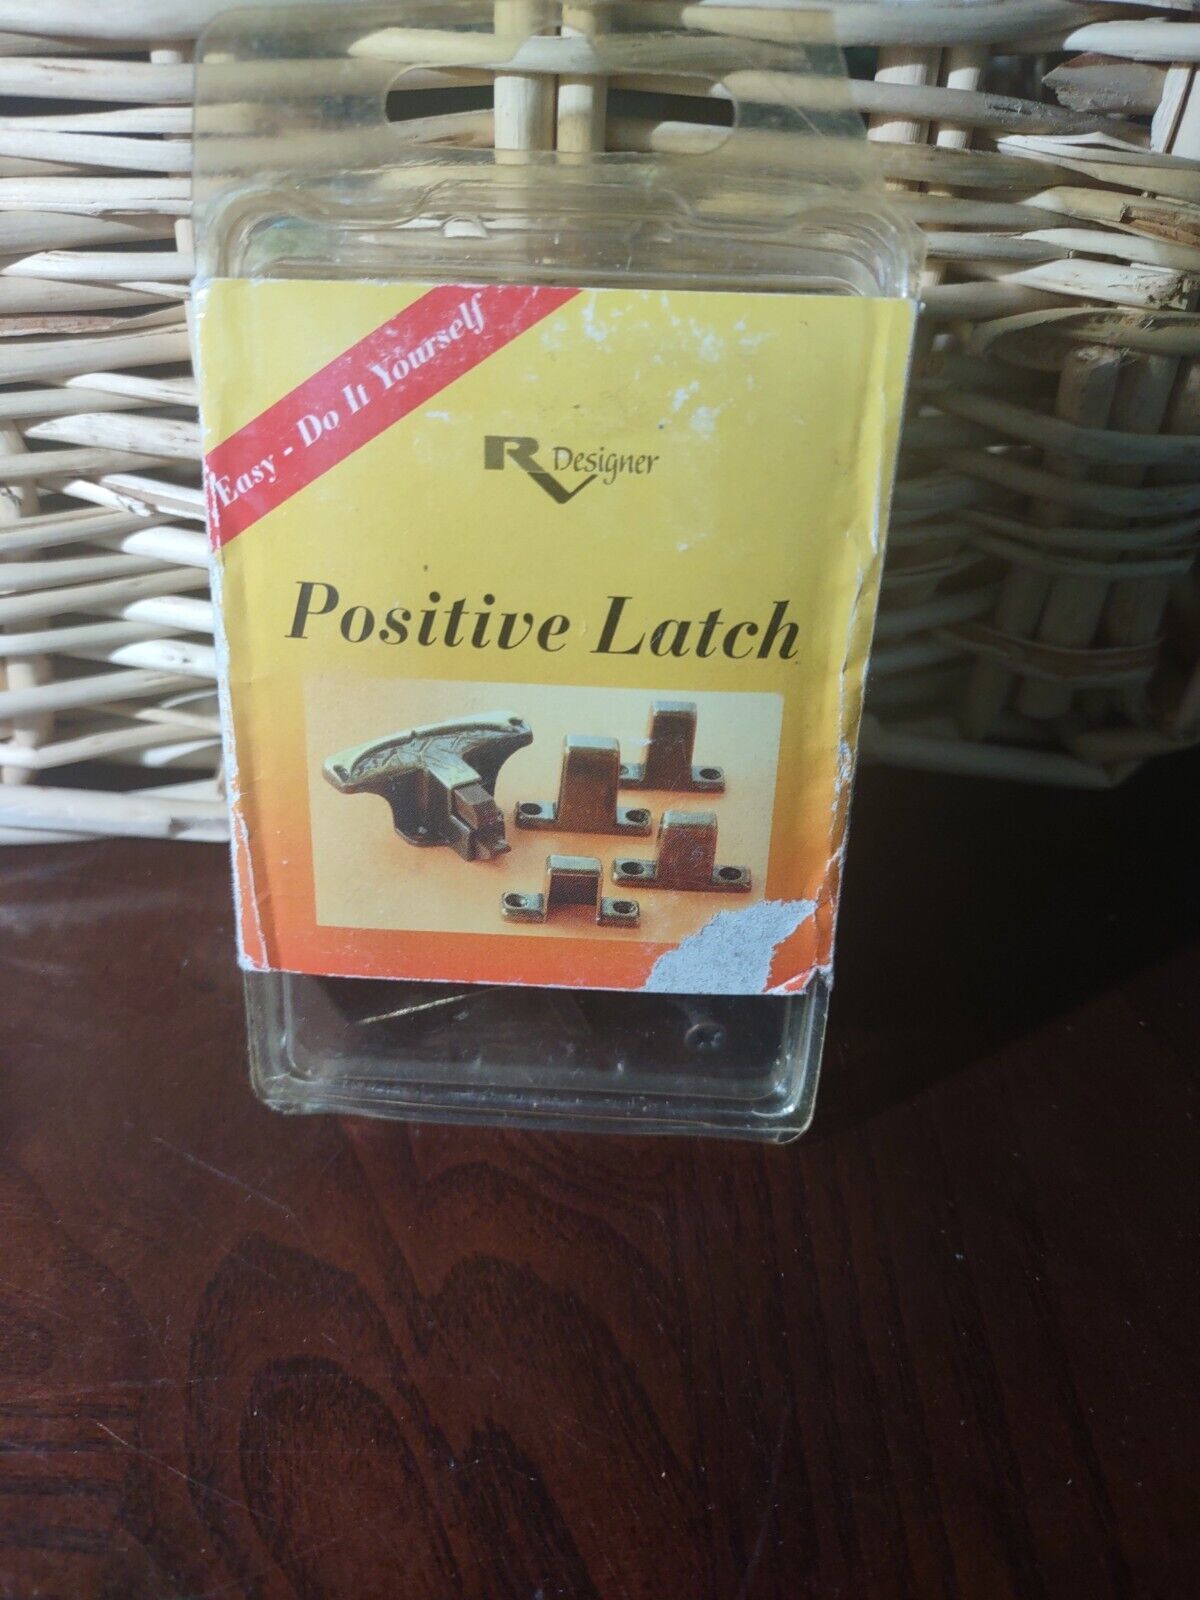 Easy - Do It Yourself
RV Designer
Positive Latch